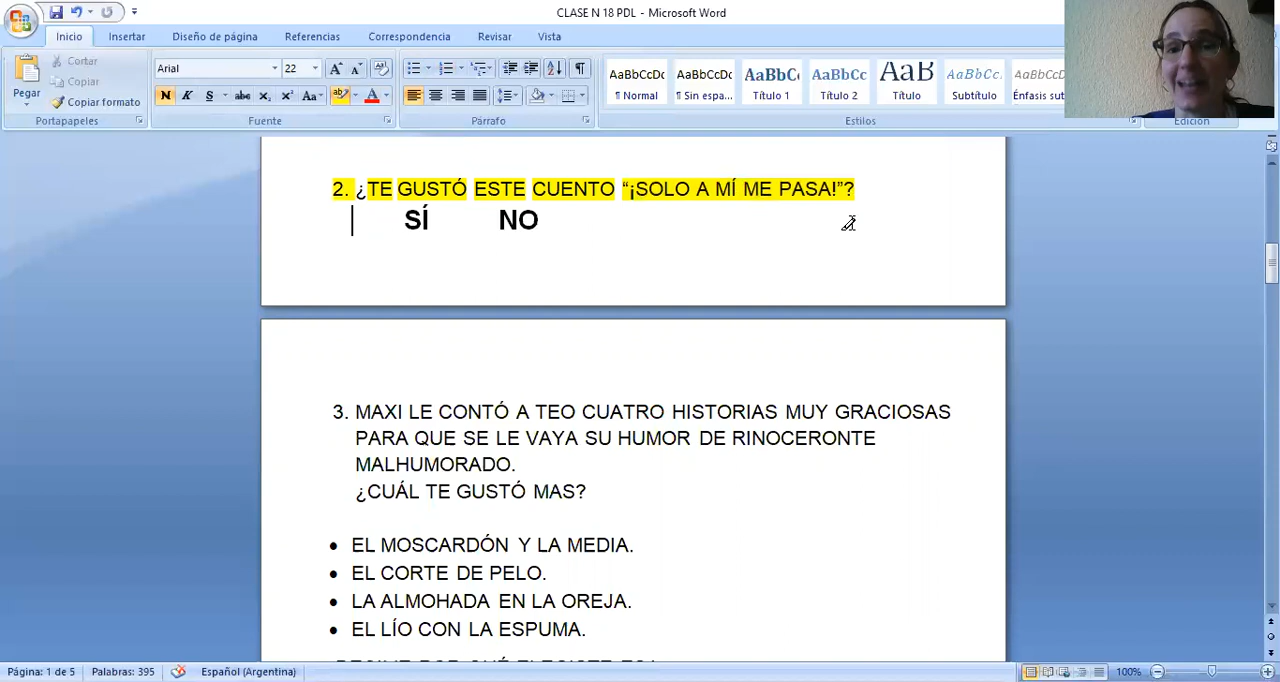 CLASE N 18 PDL - Microsoft Word
Inicio Insertar Diseño de página Referencias Correspondencia Revisar Vista
Pegar
Cortar
Copiar
Copiar formato
Portapapeles
Arial 22
N K S abc x₂ x² Aa ab A
Fuente
Párrafo
AaBbCcDc AaBbCcDc AaBbC AaBbCc AaB AaBbCc. AaBbCcD
¶ Normal ¶ Sin espa... Título 1 Título 2 Título Subtítulo Énfasis sut
Estilos
Edición
2. ¿TE GUSTÓ ESTE CUENTO “¡SOLO A MÍ ME PASA!”?
SÍ NO
3. MAXI LE CONTÓ A TEO CUATRO HISTORIAS MUY GRACIOSAS
PARA QUE SE LE VAYA SU HUMOR DE RINOCERONTE
MALHUMORADO.
¿CUÁL TE GUSTÓ MAS?
• EL MOSCARDÓN Y LA MEDIA.
• EL CORTE DE PELO.
• LA ALMOHADA EN LA OREJA.
• EL LÍO CON LA ESPUMA.
Página: 1 de 5 Palabras: 395 Español (Argentina) 100%